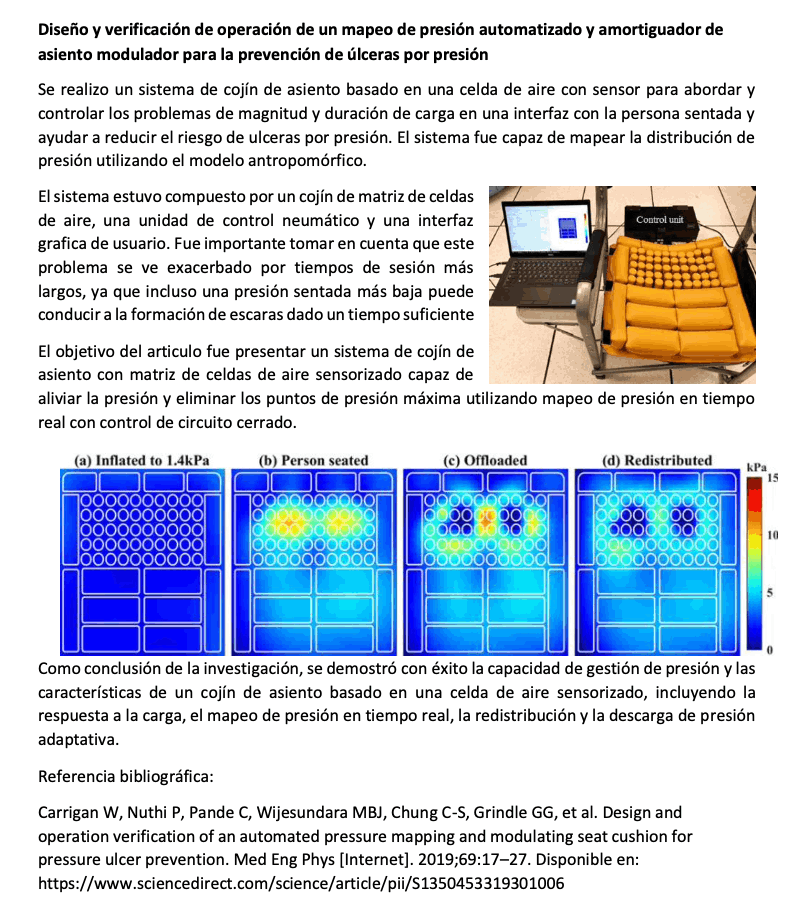 Diseño y verificación de operación de un mapeo de presión automatizado y amortiguador de
asiento modulador para la prevención de úlceras por presión
Se realizo un sistema de cojín de asiento basado en una celda de aire con sensor para abordar y
controlar los problemas de magnitud y duración de carga en una interfaz con la persona sentada y
ayudar a reducir el riesgo de ulceras por presión. El sistema fue capaz de mapear la distribución de
presión utilizando el modelo antropomórfico.
El sistema estuvo compuesto por un cojín de matriz de celdas
de aire, una unidad de control neumático y una interfaz
grafica de usuario. Fue importante tomar en cuenta que este
problema se ve exacerbado por tiempos de sesión más
largos, ya que incluso una presión sentada más baja puede
conducir a la formación de escaras dado un tiempo suficiente
Control unit
El objetivo del articulo fue presentar un sistema de cojín de
asiento con matriz de celdas de aire sensorizado capaz de
aliviar la presión y eliminar los puntos de presión máxima utilizando mapeo de presión en tiempo
real con control de circuito cerrado.
(a) Inflated to 1.4kPa (b) Person seated (c) Offloaded (d) Redistributed kPa
15
10
5
0
Como conclusión de la investigación, se demostró con éxito la capacidad de gestión de presión y las
características de un cojín de asiento basado en una celda de aire sensorizado, incluyendo la
respuesta a la carga, el mapeo de presión en tiempo real, la redistribución y la descarga de presión
adaptativa.
Referencia bibliográfica:
Carrigan W, Nuthi P, Pande C, Wijesundara MBJ, Chung C-S, Grindle GG, et al. Design and
operation verification of an automated pressure mapping and modulating seat cushion for
pressure ulcer prevention. Med Eng Phys [Internet]. 2019;69:17–27. Disponible en:
https://www.sciencedirect.com/science/article/pii/S1350453319301006